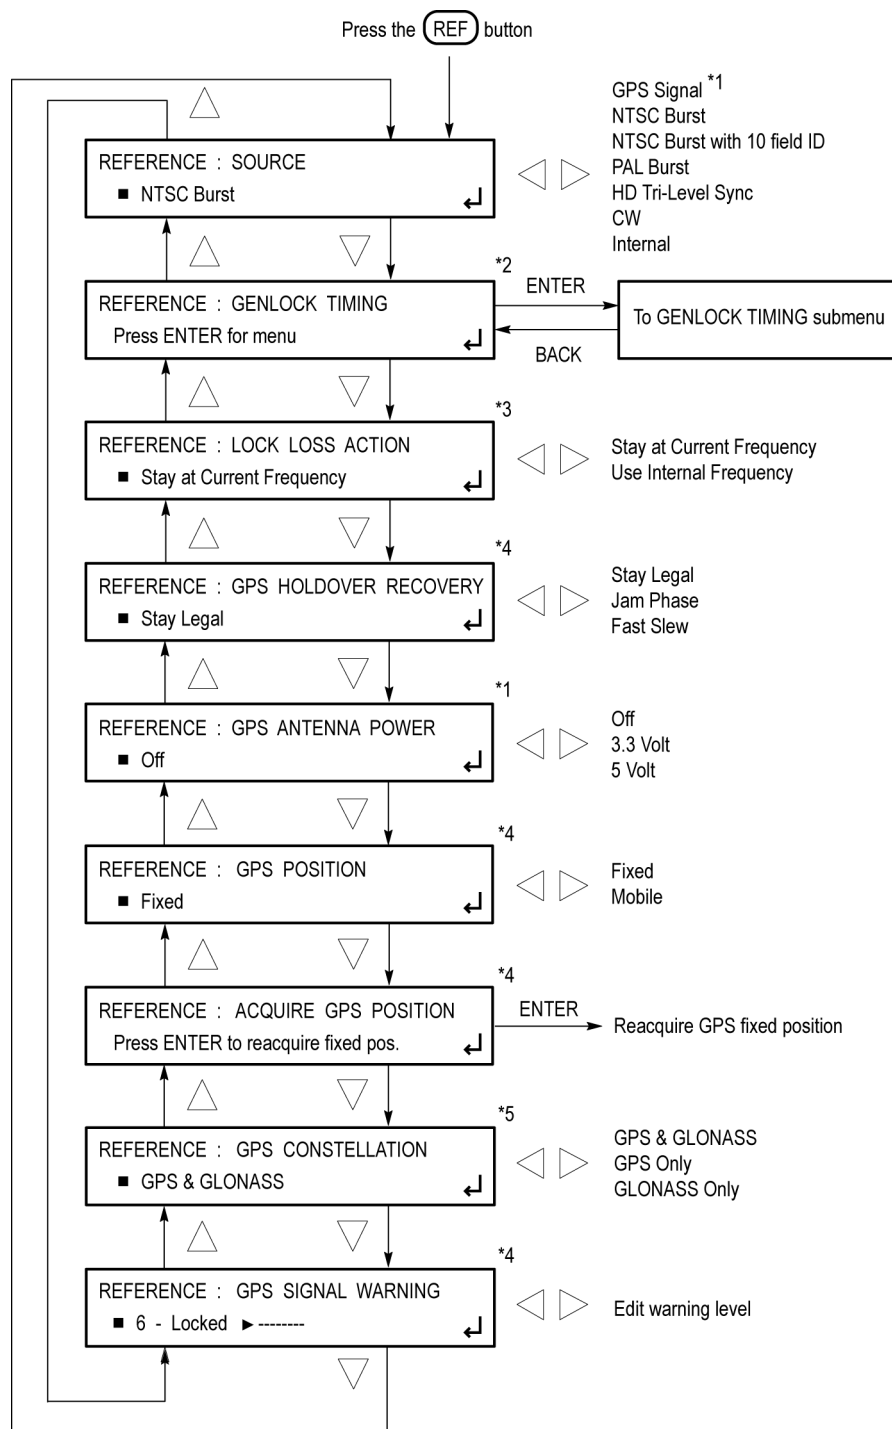 Press the REF button
GPS Signal *1
NTSC Burst
NTSC Burst with 10 field ID
PAL Burst
HD Tri-Level Sync
CW
Internal
REFERENCE : SOURCE
■ NTSC Burst
*2
REFERENCE : GENLOCK TIMING
Press ENTER for menu
ENTER
BACK
To GENLOCK TIMING submenu
*3
REFERENCE : LOCK LOSS ACTION
■ Stay at Current Frequency
Stay at Current Frequency
Use Internal Frequency
*4
REFERENCE : GPS HOLDOVER RECOVERY
■ Stay Legal
Stay Legal
Jam Phase
Fast Slew
*1
REFERENCE : GPS ANTENNA POWER
■ Off
Off
3.3 Volt
5 Volt
*4
REFERENCE : GPS POSITION
■ Fixed
Fixed
Mobile
*4
REFERENCE : ACQUIRE GPS POSITION
Press ENTER to reacquire fixed pos.
ENTER
Reacquire GPS fixed position
*5
REFERENCE : GPS CONSTELLATION
■ GPS & GLONASS
GPS & GLONASS
GPS Only
GLONASS Only
*4
REFERENCE : GPS SIGNAL WARNING
■ 6 - Locked ►--------
Edit warning level